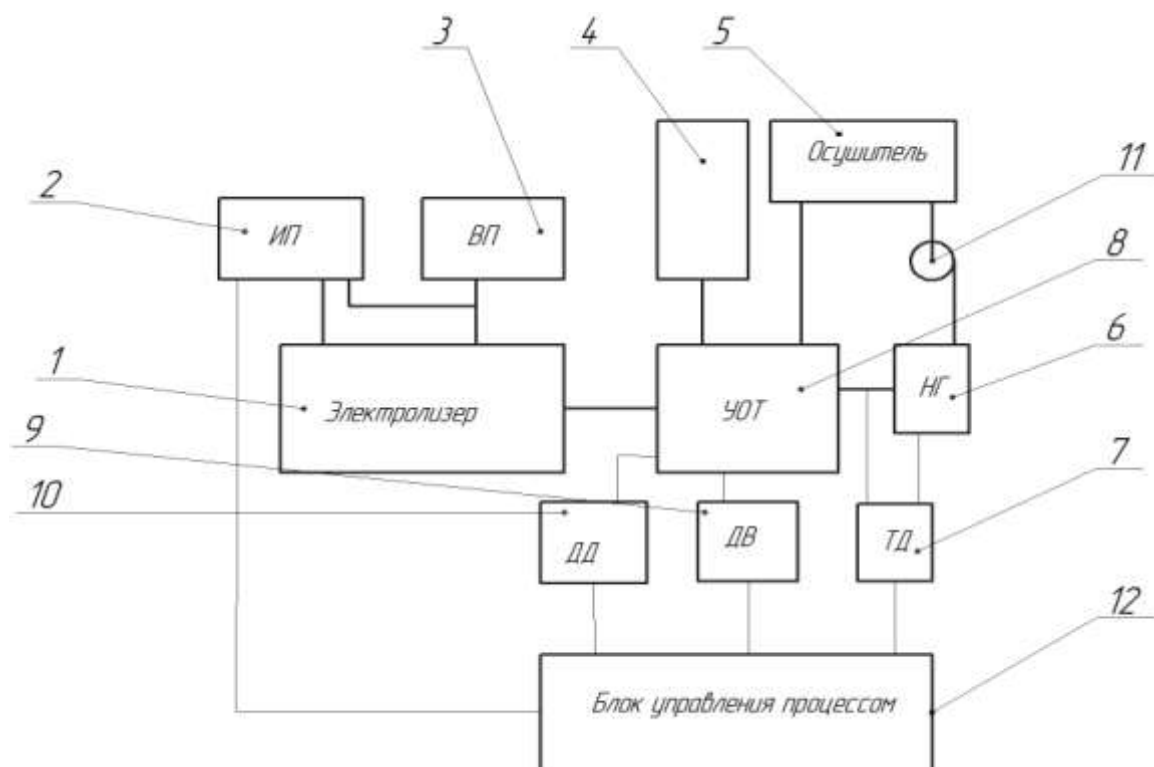 3
4
5
Осушитель
11
2
ИП
ВП
8
6
1
Электролизер
УОТ
НГ
9
7
10
ДД
ДВ
ТД
12
Блок управления процессом